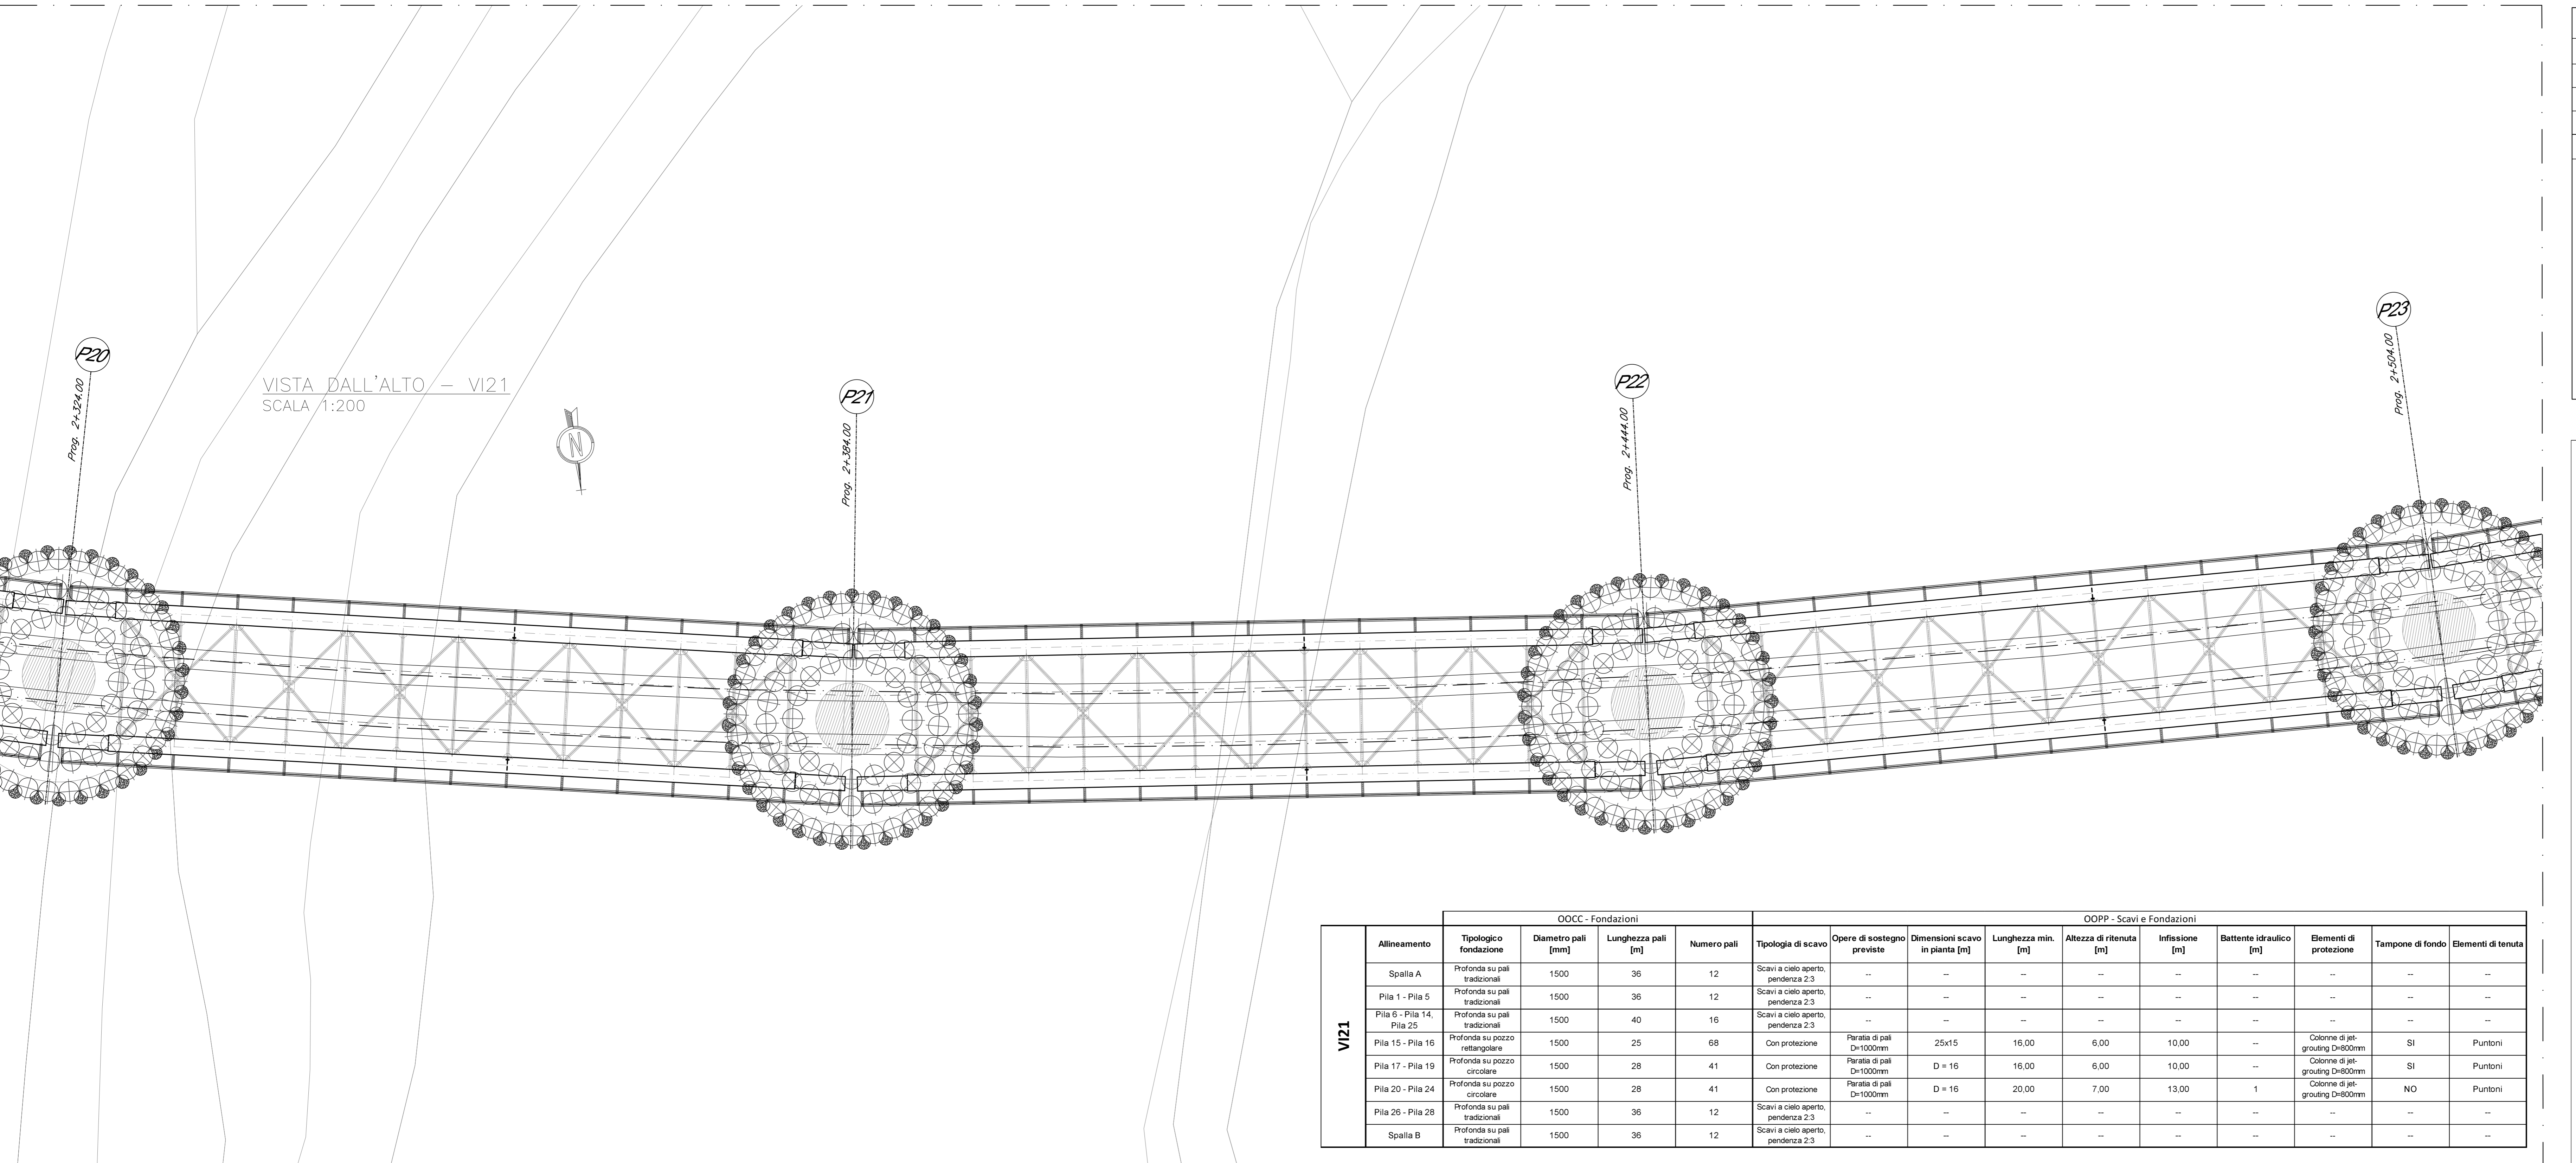 P20
Prog. 2+324.00
VISTA DALL'ALTO - VI21
SCALA 1:200
N
P21
Prog. 2+384.00
P22
Prog. 2+444.00
P23
Prog. 2+504.00
OOCC - Fondazioni OOPP - Scavi e Fondazioni
VI21
Allineamento Tipologico fondazione Diametro pali [mm] Lunghezza pali [m] Numero pali Tipologia di scavo Opere di sostegno previste Dimensioni scavo in pianta [m] Lunghezza min. [m] Altezza di ritenuta [m] Infissione [m] Battente idraulico [m] Elementi di protezione Tampone di fondo Elementi di tenuta
Spalla A Profonda su pali tradizionali 1500 36 12 Scavi a cielo aperto, pendenza 2:3 -- -- -- -- -- -- -- -- --
Pila 1 - Pila 5 Profonda su pali tradizionali 1500 36 12 Scavi a cielo aperto, pendenza 2:3 -- -- -- -- -- -- -- -- --
Pila 6 - Pila 14, Pila 25 Profonda su pali tradizionali 1500 40 16 Scavi a cielo aperto, pendenza 2:3 -- -- -- -- -- -- -- -- --
Pila 15 - Pila 16 Profonda su pozzo rettangolare 1500 25 68 Con protezione Paratia di pali D=1000mm 25x15 16,00 6,00 10,00 -- Colonne di jet-grouting D=800mm SI Puntoni
Pila 17 - Pila 19 Profonda su pozzo circolare 1500 28 41 Con protezione Paratia di pali D=1000mm D = 16 16,00 6,00 10,00 -- Colonne di jet-grouting D=800mm SI Puntoni
Pila 20 - Pila 24 Profonda su pozzo circolare 1500 28 41 Con protezione Paratia di pali D=1000mm D = 16 20,00 7,00 13,00 1 Colonne di jet-grouting D=800mm NO Puntoni
Pila 26 - Pila 28 Profonda su pali tradizionali 1500 36 12 Scavi a cielo aperto, pendenza 2:3 -- -- -- -- -- -- -- -- --
Spalla B Profonda su pali tradizionali 1500 36 12 Scavi a cielo aperto, pendenza 2:3 -- -- -- -- -- -- -- -- --